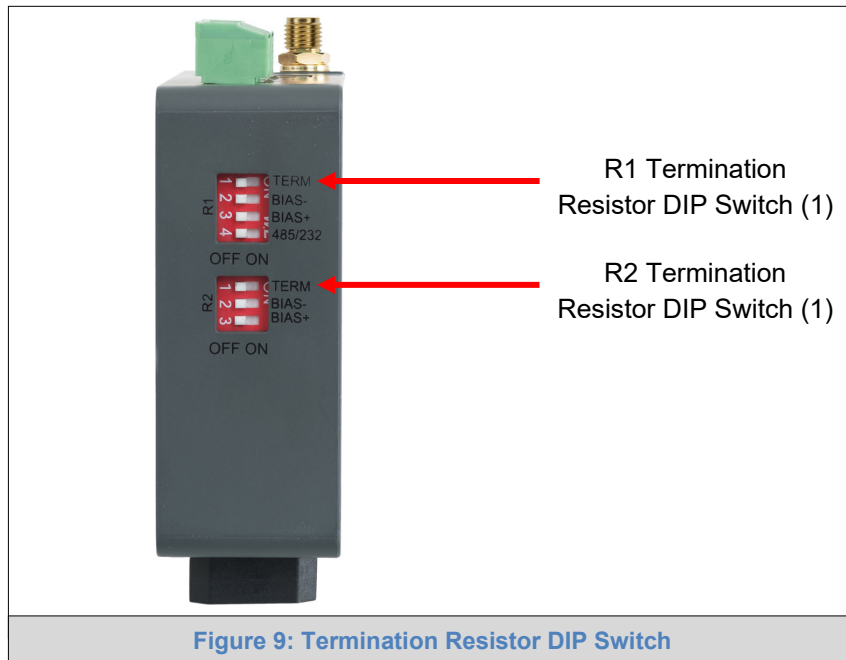 1 TERM
R1 Termination
Resistor DIP Switch (1)
2 BIAS-
R1
3 BIAS+
4 485/232
OFF ON
1 TERM
R2 Termination
Resistor DIP Switch (1)
2 BIAS-
R2
3 BIAS+
OFF ON
Figure 9: Termination Resistor DIP Switch